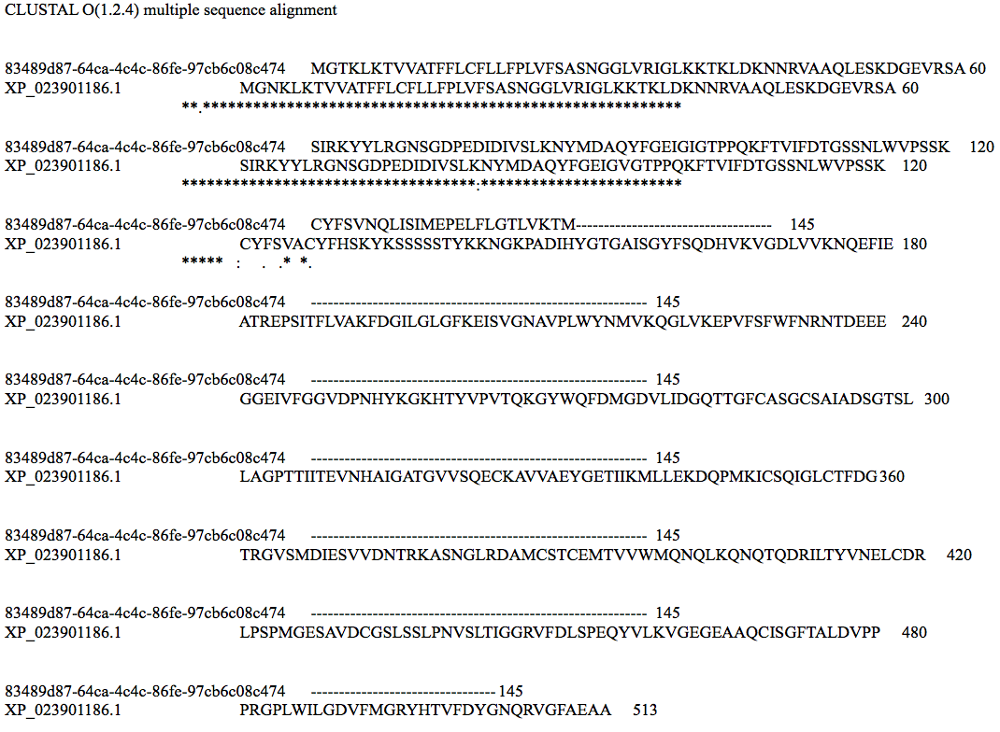 CLUSTAL O(1.2.4) multiple sequence alignment
83489d87-64ca-4c4c-86fe-97cb6c08c474 MGTKLKTVVATFFLCFLLFPLVFSASNGGLVRIGLKKTKLDKNNRVAAQLESKDGEVRSA 60
XP_023901186.1 MGNKLKTVVATFFLCFLLFPLVFSASNGGLVRIGLKKTKLDKNNRVAAQLESKDGEVRSA 60
**.*********************************************************
83489d87-64ca-4c4c-86fe-97cb6c08c474 SIRKYYLRGNSGDPEDIDIVSLKNYMDAQYFGEIGIGTPPQKFTVIFDTGSSNLWVPSSK 120
XP_023901186.1 SIRKYYLRGNSGDPEDIDIVSLKNYMDAQYFGEIGVGTPPQKFTVIFDTGSSNLWVPSSK 120
***********************************:************************
83489d87-64ca-4c4c-86fe-97cb6c08c474 CYFSVNQLISIMEPELFLGTLVKTM----------------------------------- 145
XP_023901186.1 CYFSVACYFHSKYKSSSSSTYKKNGKPADIHYGTGAISGYFSQDHVKVGDLVVKNQEFIE 180
***** : . .* *.
83489d87-64ca-4c4c-86fe-97cb6c08c474 ------------------------------------------------------------ 145
XP_023901186.1 ATREPSITFLVAKFDGILGLGFKEISVGNAVPLWYNMVKQGLVKEPVFSFWFNRNTDEEE 240
83489d87-64ca-4c4c-86fe-97cb6c08c474 ------------------------------------------------------------ 145
XP_023901186.1 GGEIVFGGVDPNHYKGKHTYVPVTQKGYWQFDMGDVLIDGQTTGFCASGCSAIADSGTSL 300
83489d87-64ca-4c4c-86fe-97cb6c08c474 ------------------------------------------------------------ 145
XP_023901186.1 LAGPTTIITEVNHAIGATGVVSQECKAVVAEYGETIIKMLLEKDQPMKICSQIGLCTFDG 360
83489d87-64ca-4c4c-86fe-97cb6c08c474 ------------------------------------------------------------ 145
XP_023901186.1 TRGVSMDIESVVDNTRKASNGLRDAMCSTCEMTVVWMQNQLKQNQTQDRILTYVNELCDR 420
83489d87-64ca-4c4c-86fe-97cb6c08c474 ------------------------------------------------------------ 145
XP_023901186.1 LPSPMGESAVDCGSLSSLPNVSLTIGGRVFDLSPEQYVLKVGEGEAAQCISGFTALDVPP 480
83489d87-64ca-4c4c-86fe-97cb6c08c474 --------------------------------- 145
XP_023901186.1 PRGPLWILGDVFMGRYHTVFDYGNQRVGFAEAA 513